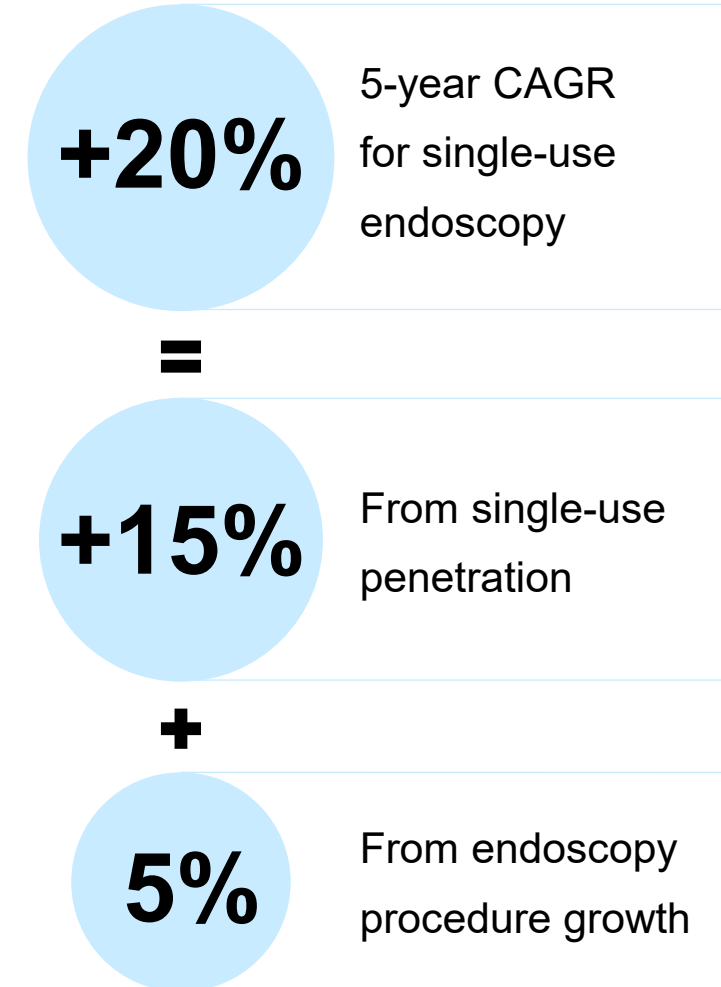 +20%
5-year CAGR
for single-use
endoscopy
=
+15%
From single-use
penetration
+
5%
From endoscopy
procedure growth